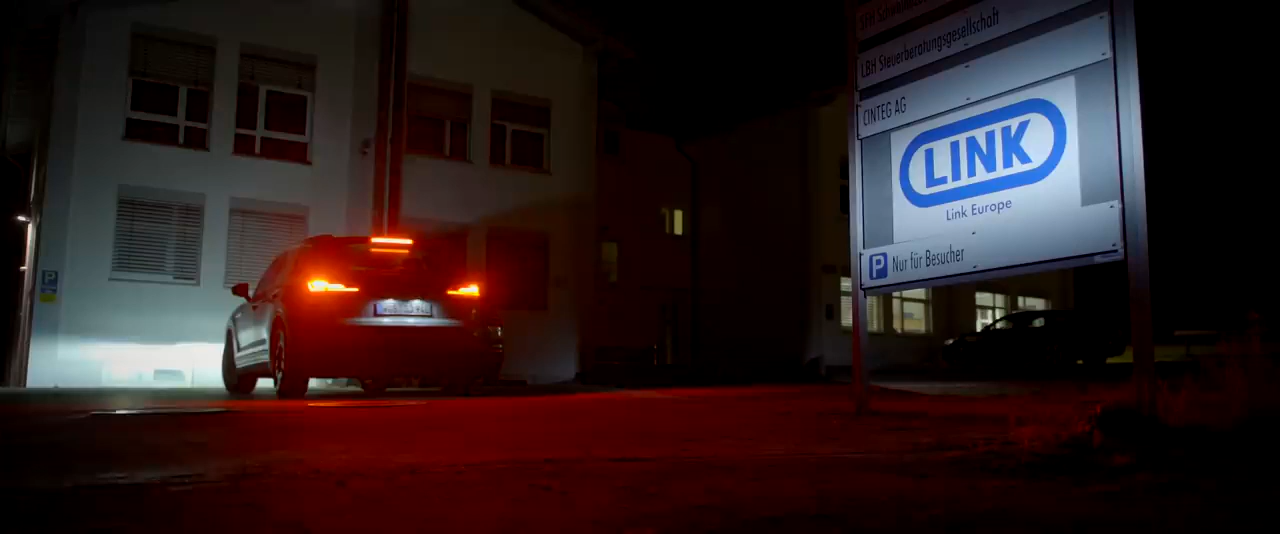 LBH Steuerberatungsgesellschaft
CINTEG AG
LINK
Link Europe
P Nur für Besucher
P